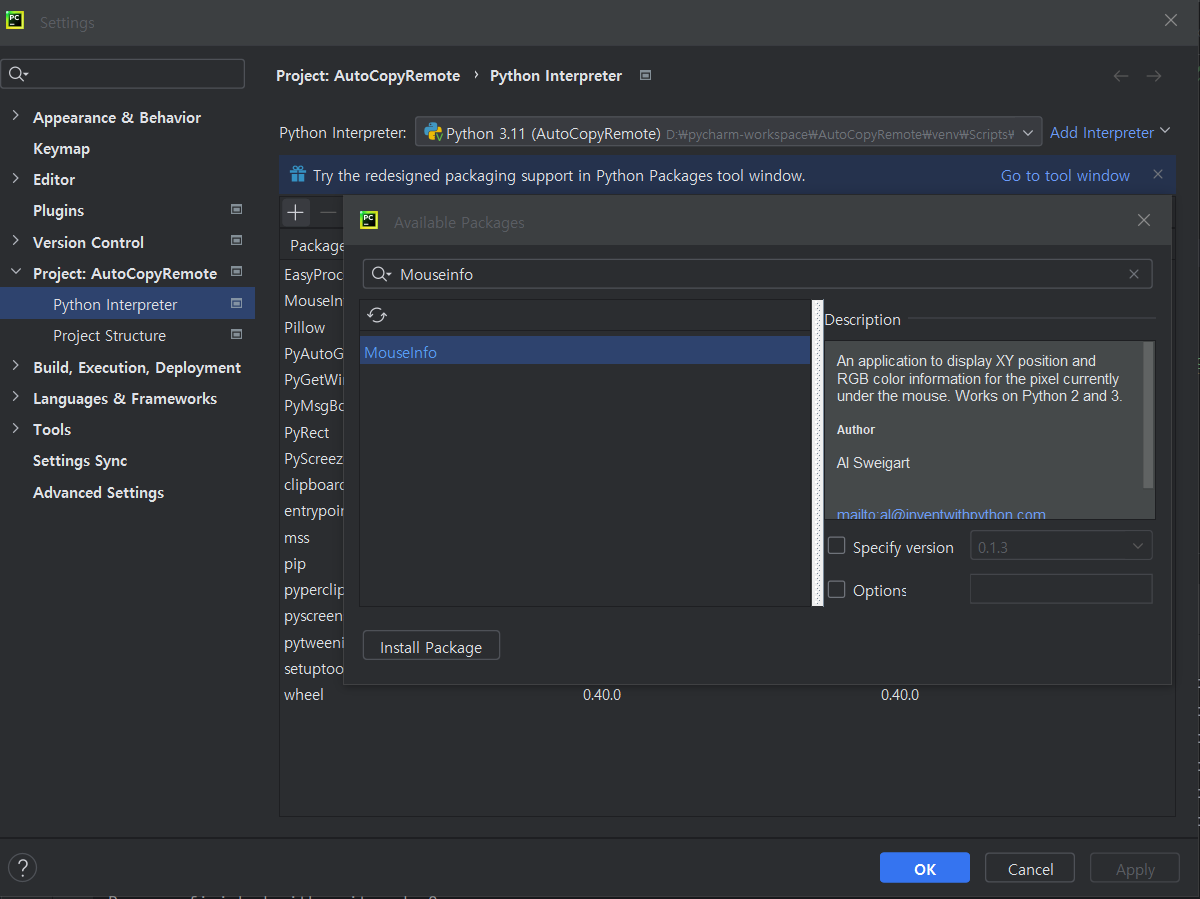 Settings
Project: AutoCopyRemote › Python Interpreter
Appearance & Behavior
Keymap
Editor
Plugins
Version Control
Project: AutoCopyRemote
Python Interpreter
Project Structure
Build, Execution, Deployment
Languages & Frameworks
Tools
Settings Sync
Advanced Settings
Python Interpreter: Python 3.11 (AutoCopyRemote) D:₩pycharm-workspace₩AutoCopyRemote₩venv₩Scripts₩ Add Interpreter
Try the redesigned packaging support in Python Packages tool window. Go to tool window
Package
EasyProc
MouseIn
Pillow
PyAutoG
PyGetWi
PyMsgBo
PyRect
PyScreez
clipboard
entrypoin
mss
pip
pyperclip
pyscreen
pytweeni
setuptoo
wheel 0.40.0 0.40.0
Available Packages
Mouseinfo
MouseInfo
Description
An application to display XY position and
RGB color information for the pixel currently
under the mouse. Works on Python 2 and 3.
Author
Al Sweigart
mailto:al@inventwithpython.com
Specify version 0.1.3
Options
Install Package
? OK Cancel Apply